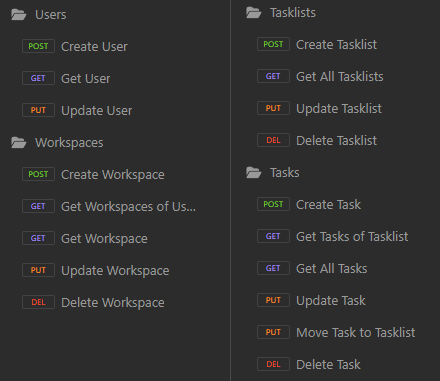 Users
POST Create User
GET Get User
PUT Update User
Workspaces
POST Create Workspace
GET Get Workspaces of Us...
GET Get Workspace
PUT Update Workspace
DEL Delete Workspace
Tasklists
POST Create Tasklist
GET Get All Tasklists
PUT Update Tasklist
DEL Delete Tasklist
Tasks
POST Create Task
GET Get Tasks of Tasklist
GET Get All Tasks
PUT Update Task
PUT Move Task to Tasklist
DEL Delete Task